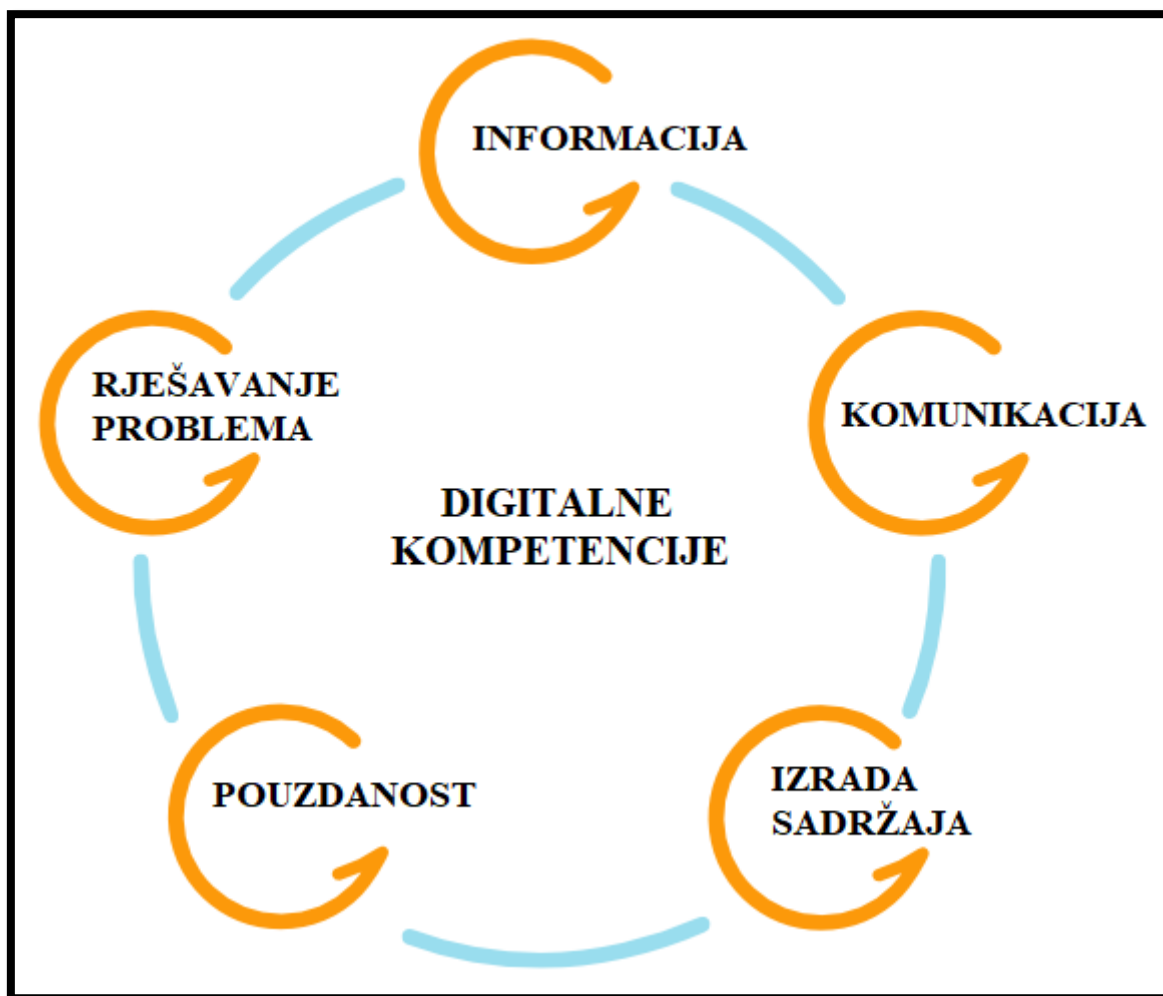 INFORMACIJA
KOMUNIKACIJA
RJEŠAVANJE
PROBLEMA
DIGITALNE
KOMPETENCIJE
POUZDANOST
IZRADA
SADRŽAJA